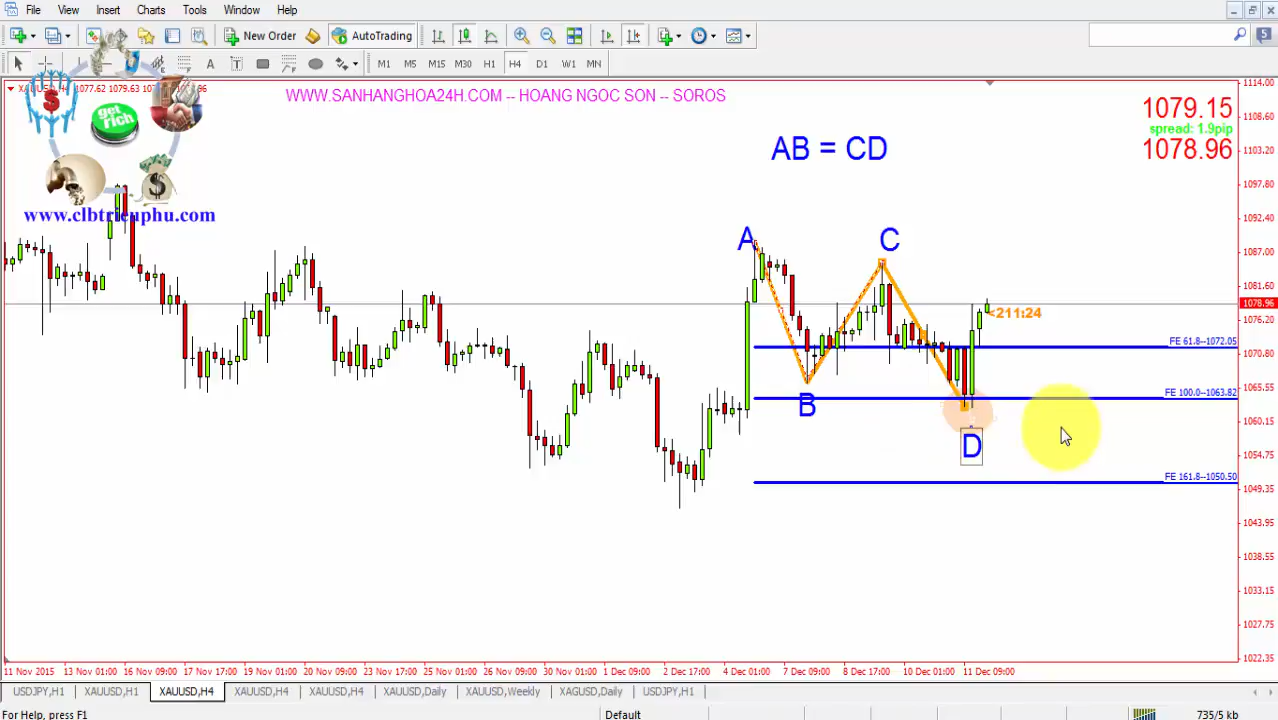 File View Insert Charts Tools Window Help
New Order AutoTrading
A T M1 M5 M15 M30 H1 H4 D1 W1 MN
WWW.SANHANGHOA24H.COM -- HOANG NGOC SON -- SOROS
1079.15
spread: 1.9pip
1078.96
AB = CD
get rich
www.clbtrieuphu.com
A
C
<211:24
FE 61.8--1072.05
FE 100.0--1063.82
B
D
FE 161.8--1050.50
1114.00
1108.60
1103.20
1097.80
1092.40
1087.00
1081.60
1078.96
1076.20
1070.80
1065.55
1060.15
1054.75
1049.35
1043.95
1038.55
1033.15
1027.75
1022.35
11 Nov 2015 13 Nov 01:00 16 Nov 09:00 17 Nov 17:00 19 Nov 01:00 20 Nov 09:00 23 Nov 17:00 25 Nov 01:00 26 Nov 09:00 30 Nov 01:00 1 Dec 09:00 2 Dec 17:00 4 Dec 01:00 7 Dec 09:00 8 Dec 17:00 10 Dec 01:00 11 Dec 09:00
USDJPY,H1 XAUUSD,H1 XAUUSD,H4 XAUUSD,H4 XAUUSD,H4 XAUUSD,Daily XAUUSD,Weekly XAGUSD,Daily USDJPY,H1
For Help, press F1 Default 735/5 kb